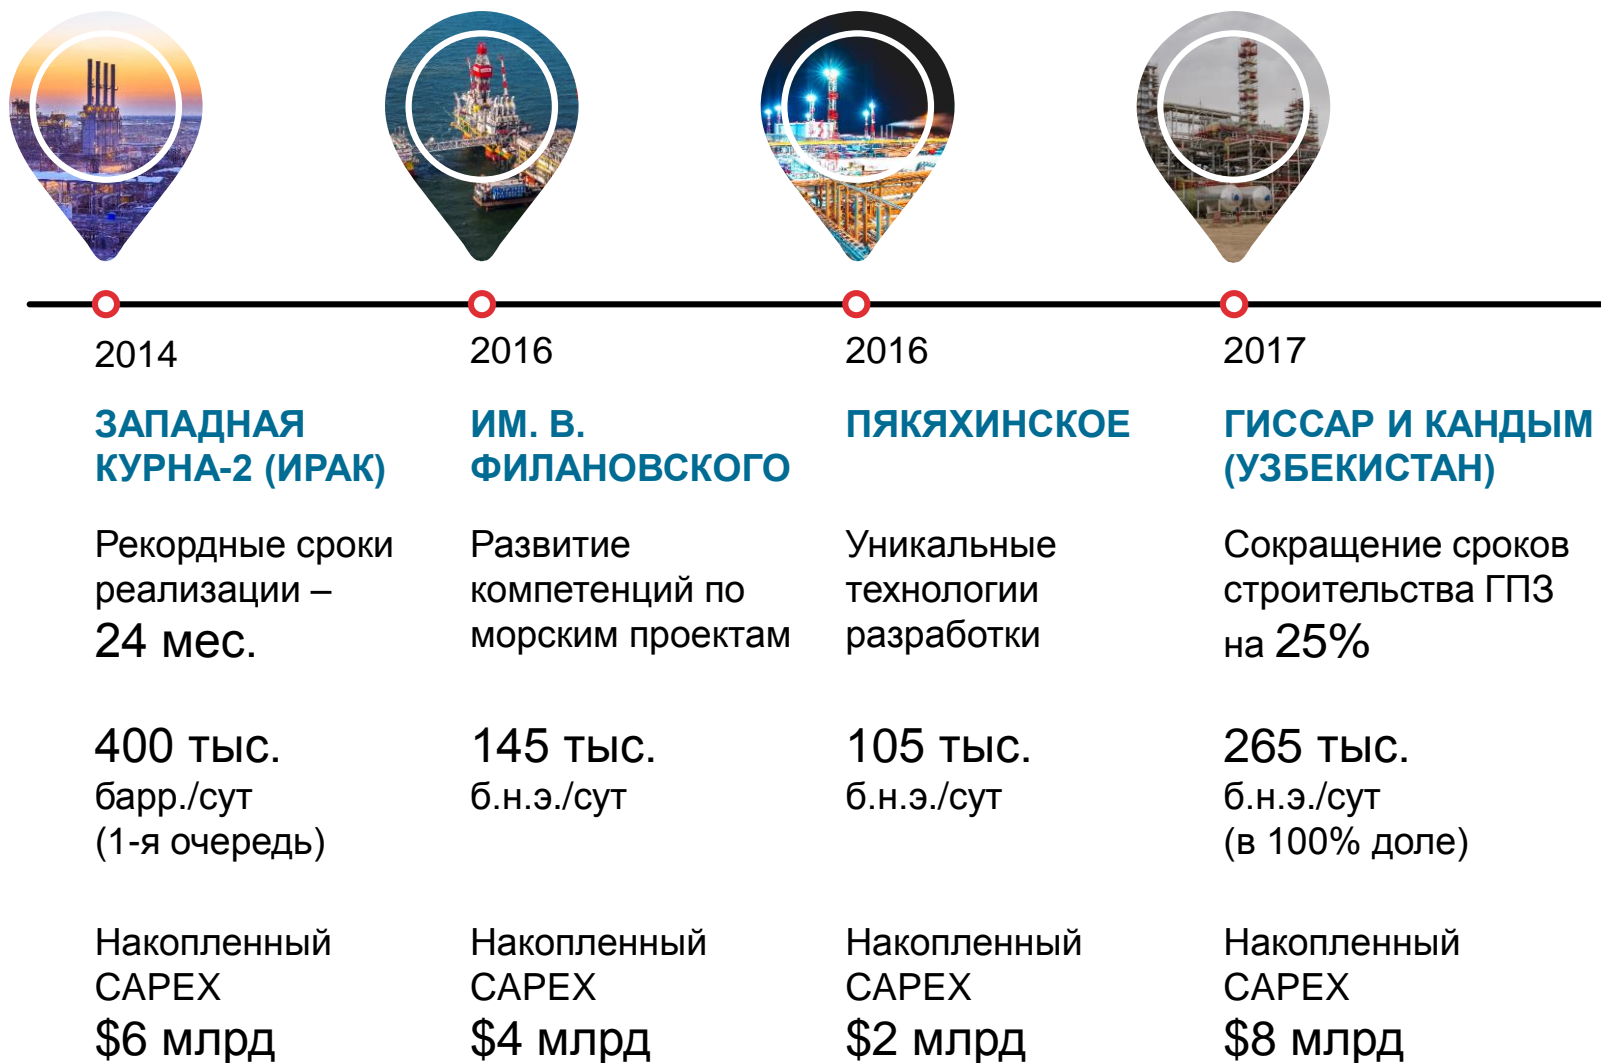 2014
ЗАПАДНАЯ
КУРНА-2 (ИРАК)
Рекордные сроки
реализации –
24 мес.
400 тыс.
барр./сут
(1-я очередь)
Накопленный
CAPEX
$6 млрд
2016
ИМ. В.
ФИЛАНОВСКОГО
Развитие
компетенций по
морским проектам
145 тыс.
б.н.э./сут
Накопленный
CAPEX
$4 млрд
2016
ПЯКЯХИНСКОЕ
Уникальные
технологии
разработки
105 тыс.
б.н.э./сут
Накопленный
CAPEX
$2 млрд
2017
ГИССАР И КАНДЫМ
(УЗБЕКИСТАН)
Сокращение сроков
строительства ГПЗ
на 25%
265 тыс.
б.н.э./сут
(в 100% доле)
Накопленный
CAPEX
$8 млрд